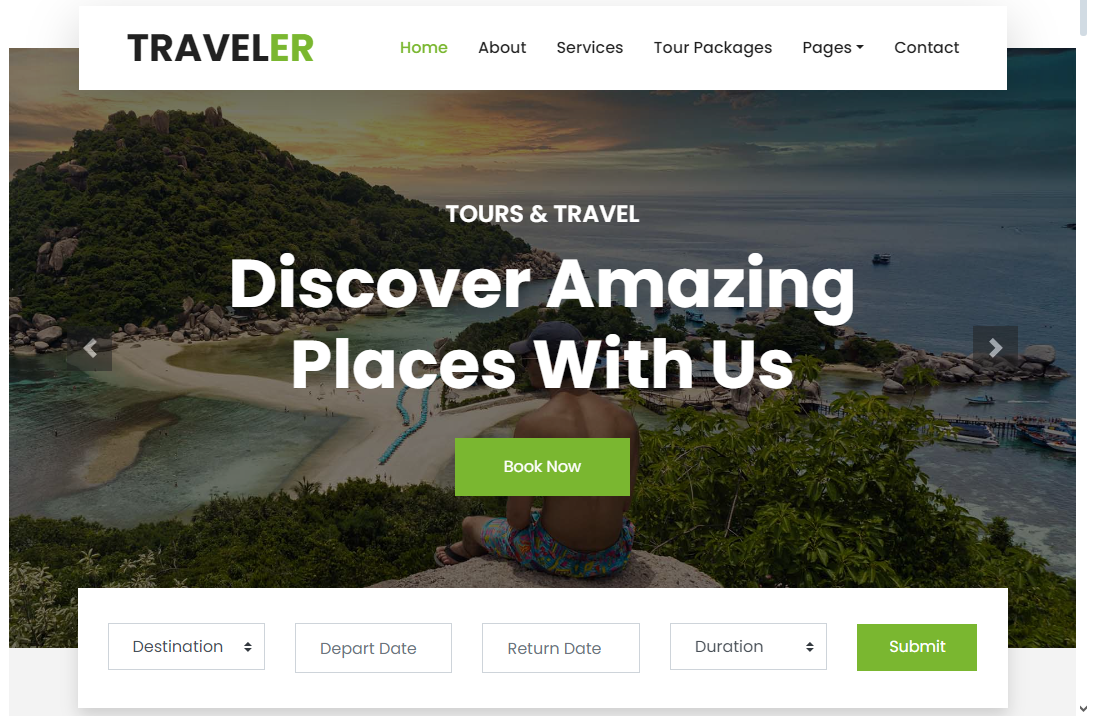 TRAVELER
Home About Services Tour Packages Pages Contact
TOURS & TRAVEL
Discover Amazing
Places With Us
Book Now
Destination Depart Date Return Date Duration Submit